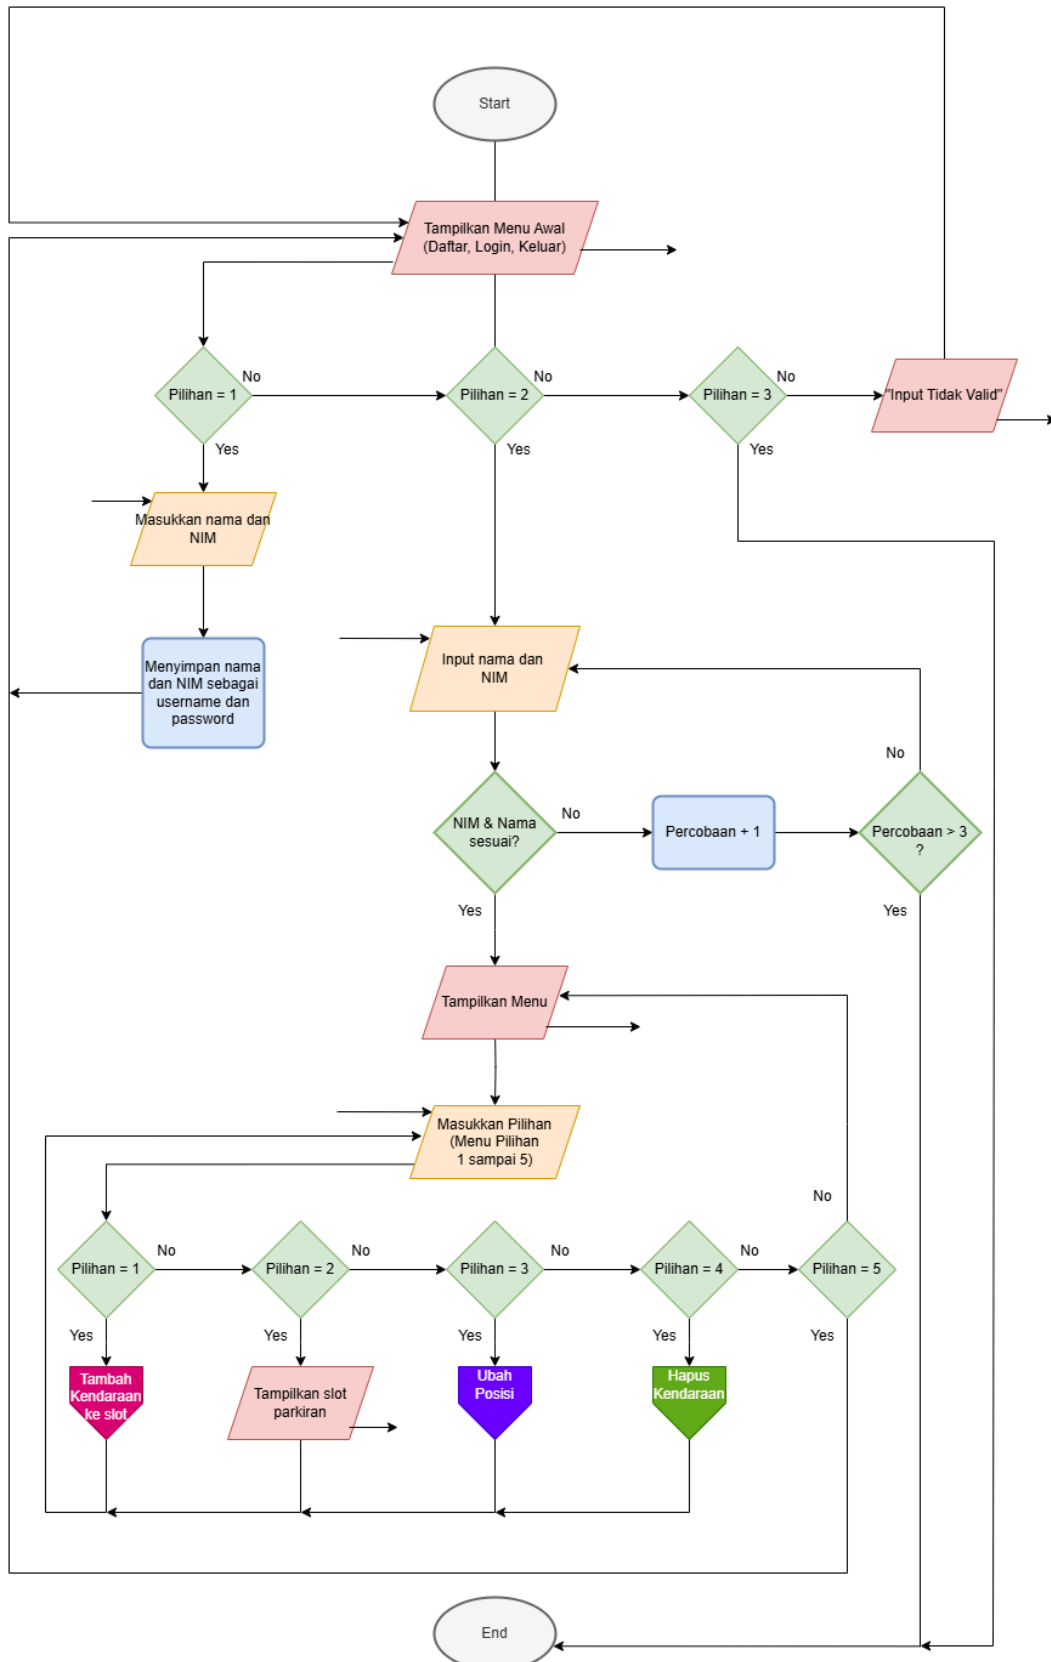 Start
Tampilkan Menu Awal
(Daftar, Login, Keluar)
Pilihan = 1
No
Pilihan = 2
No
Pilihan = 3
No
"Input Tidak Valid"
Yes
Yes
Yes
Masukkan nama dan
NIM
Menyimpan nama
dan NIM sebagai
username dan
password
Input nama dan
NIM
NIM & Nama
sesuai?
No
Percobaan + 1
Percobaan > 3
?
No
Yes
Yes
Tampilkan Menu
Masukkan Pilihan
(Menu Pilihan
1 sampai 5)
Pilihan = 1
No
Pilihan = 2
No
Pilihan = 3
No
Pilihan = 4
No
Pilihan = 5
No
Yes
Yes
Yes
Yes
Yes
Tambah
Kendaraan
ke slot
Tampilkan slot
parkiran
Ubah
Posisi
Hapus
Kendaraan
End